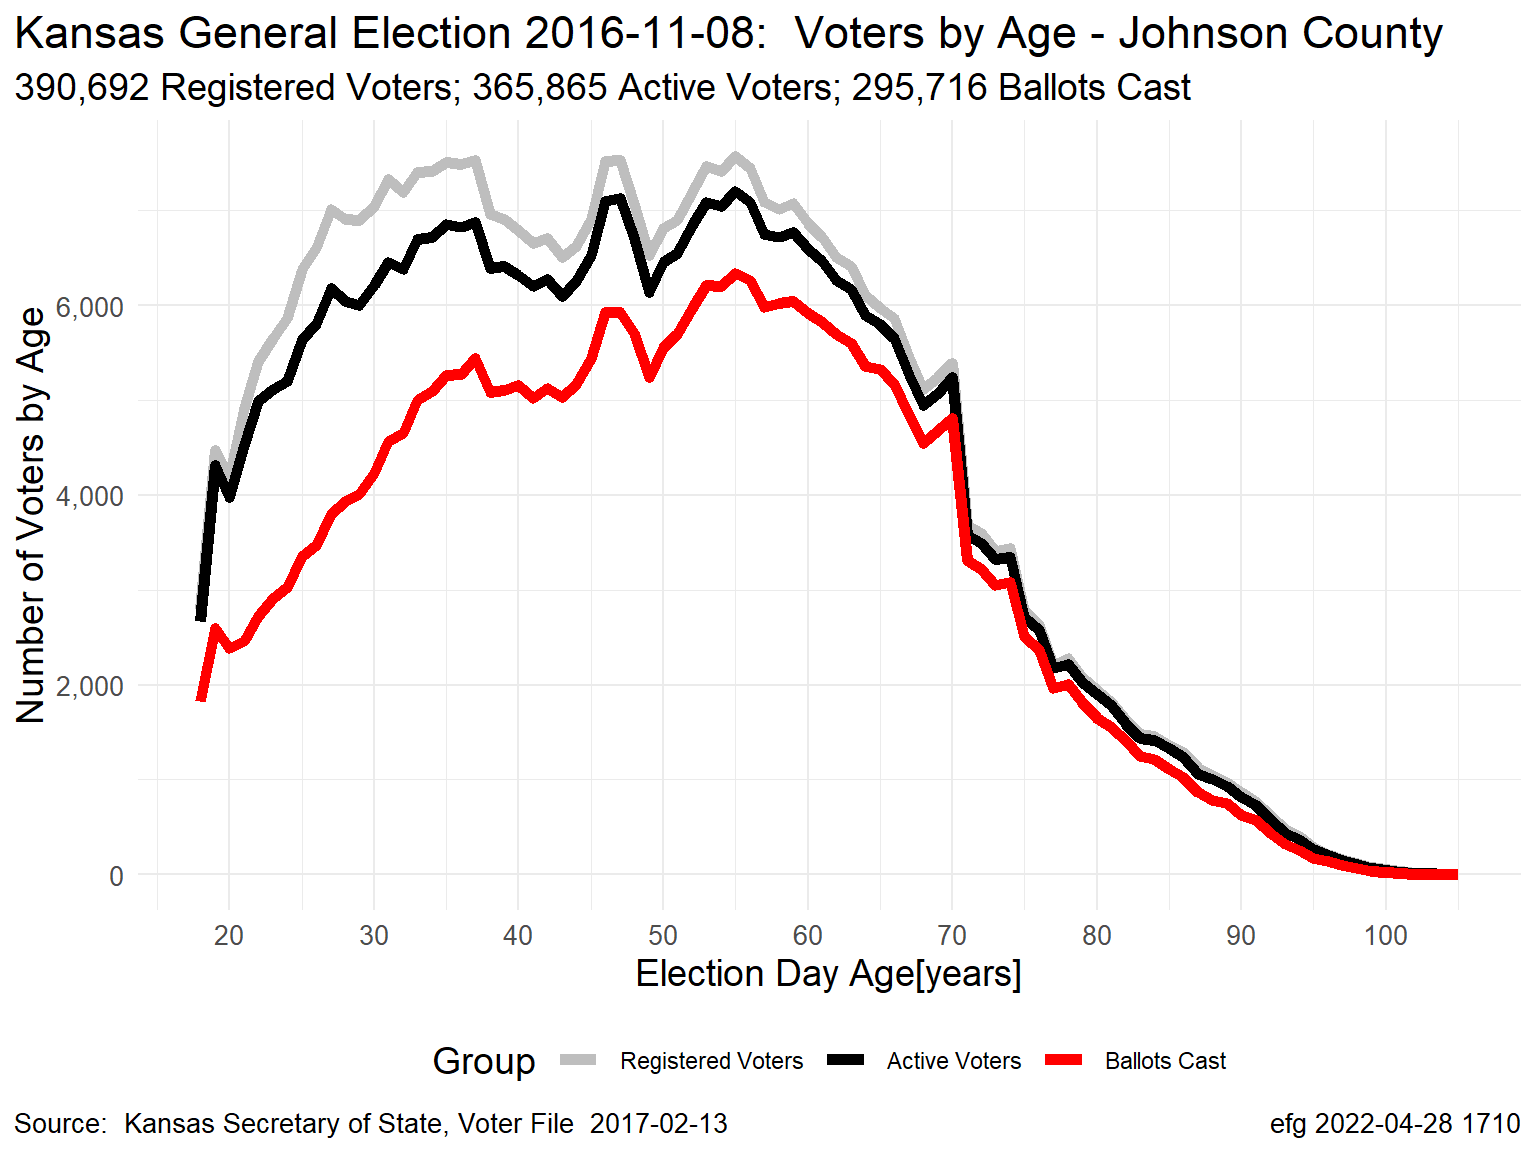 Kansas General Election 2016-11-08:  Voters by Age - Johnson County
390,692 Registered Voters; 365,865 Active Voters; 295,716 Ballots Cast
Number of Voters by Age
6,000
4,000
2,000
0
20 30 40 50 60 70 80 90 100
Election Day Age[years]
Group Registered Voters Active Voters Ballots Cast
Source:  Kansas Secretary of State, Voter File  2017-02-13
efg 2022-04-28 1710